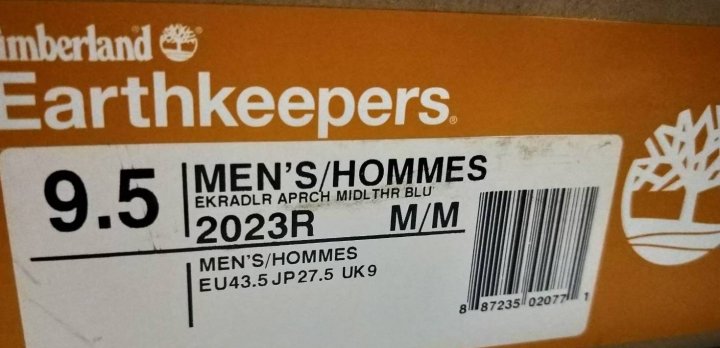 imberland
Earthkeepers®
9.5
MEN'S/HOMMES
EKRADLR APRCH MIDLTHR BLU
2023R M/M
MEN'S/HOMMES
EU43.5 JP27.5 UK9
8 87235 02077 1